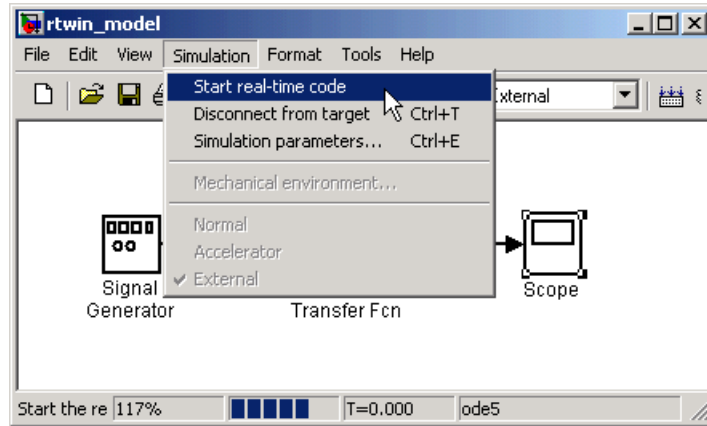 rtwin_model
File Edit View Simulation Format Tools Help
Start real-time code
Disconnect from target Ctrl+T
Simulation parameters... Ctrl+E
Mechanical environment...
Normal
Accelerator
External
xternal
Signal
Generator
Transfer Fcn
Scope
Start the re 117% T=0.000 ode5